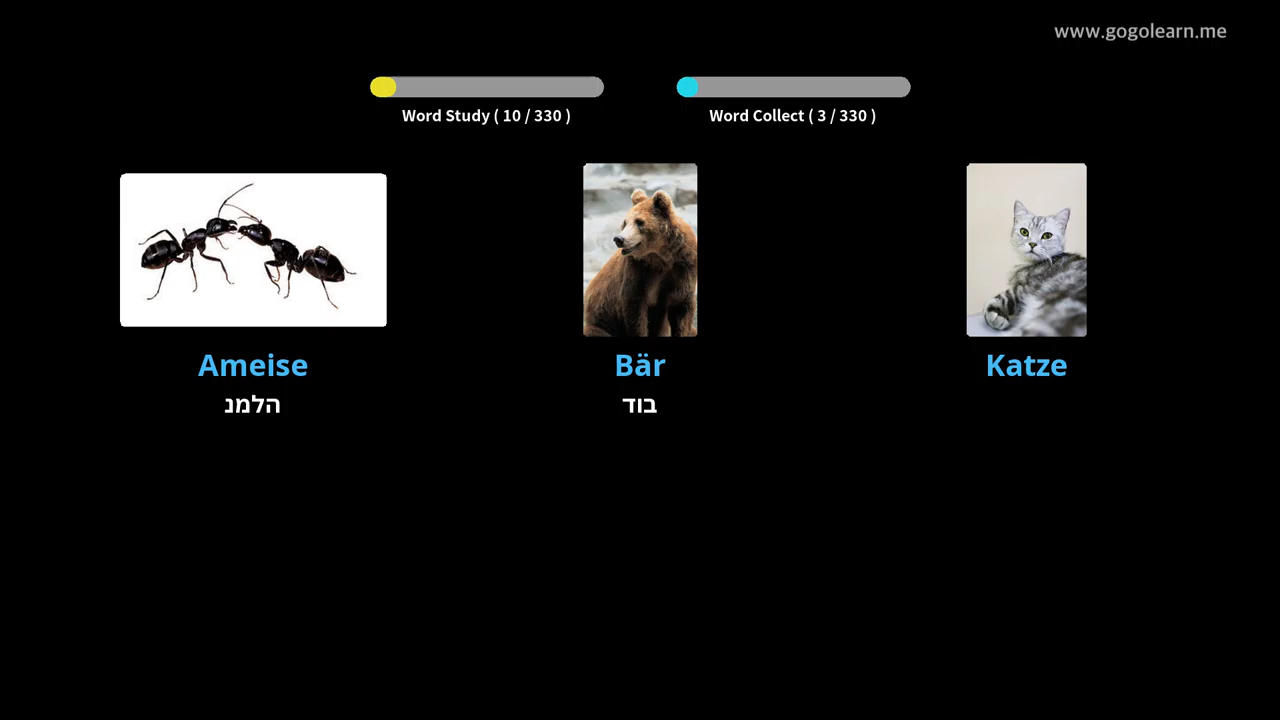 www.gogolearn.me
Word Study ( 10 / 330 )
Word Collect ( 3 / 330 )
Ameise
הלמנ
Bär
בוד
Katze